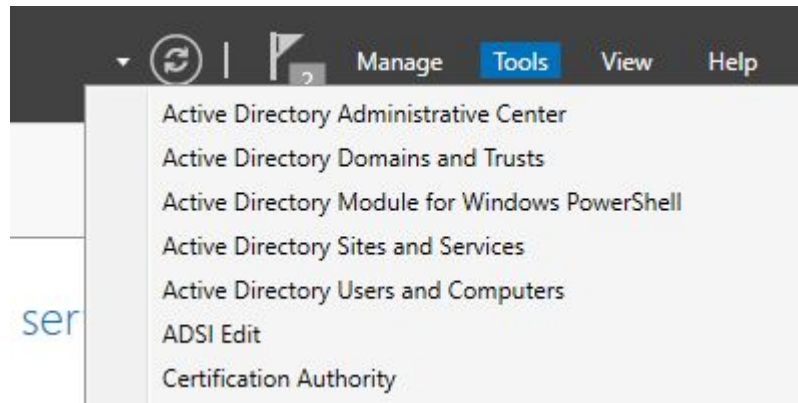 Manage Tools View Help
2
Active Directory Administrative Center
Active Directory Domains and Trusts
Active Directory Module for Windows PowerShell
Active Directory Sites and Services
Active Directory Users and Computers
ser
ADSI Edit
Certification Authority